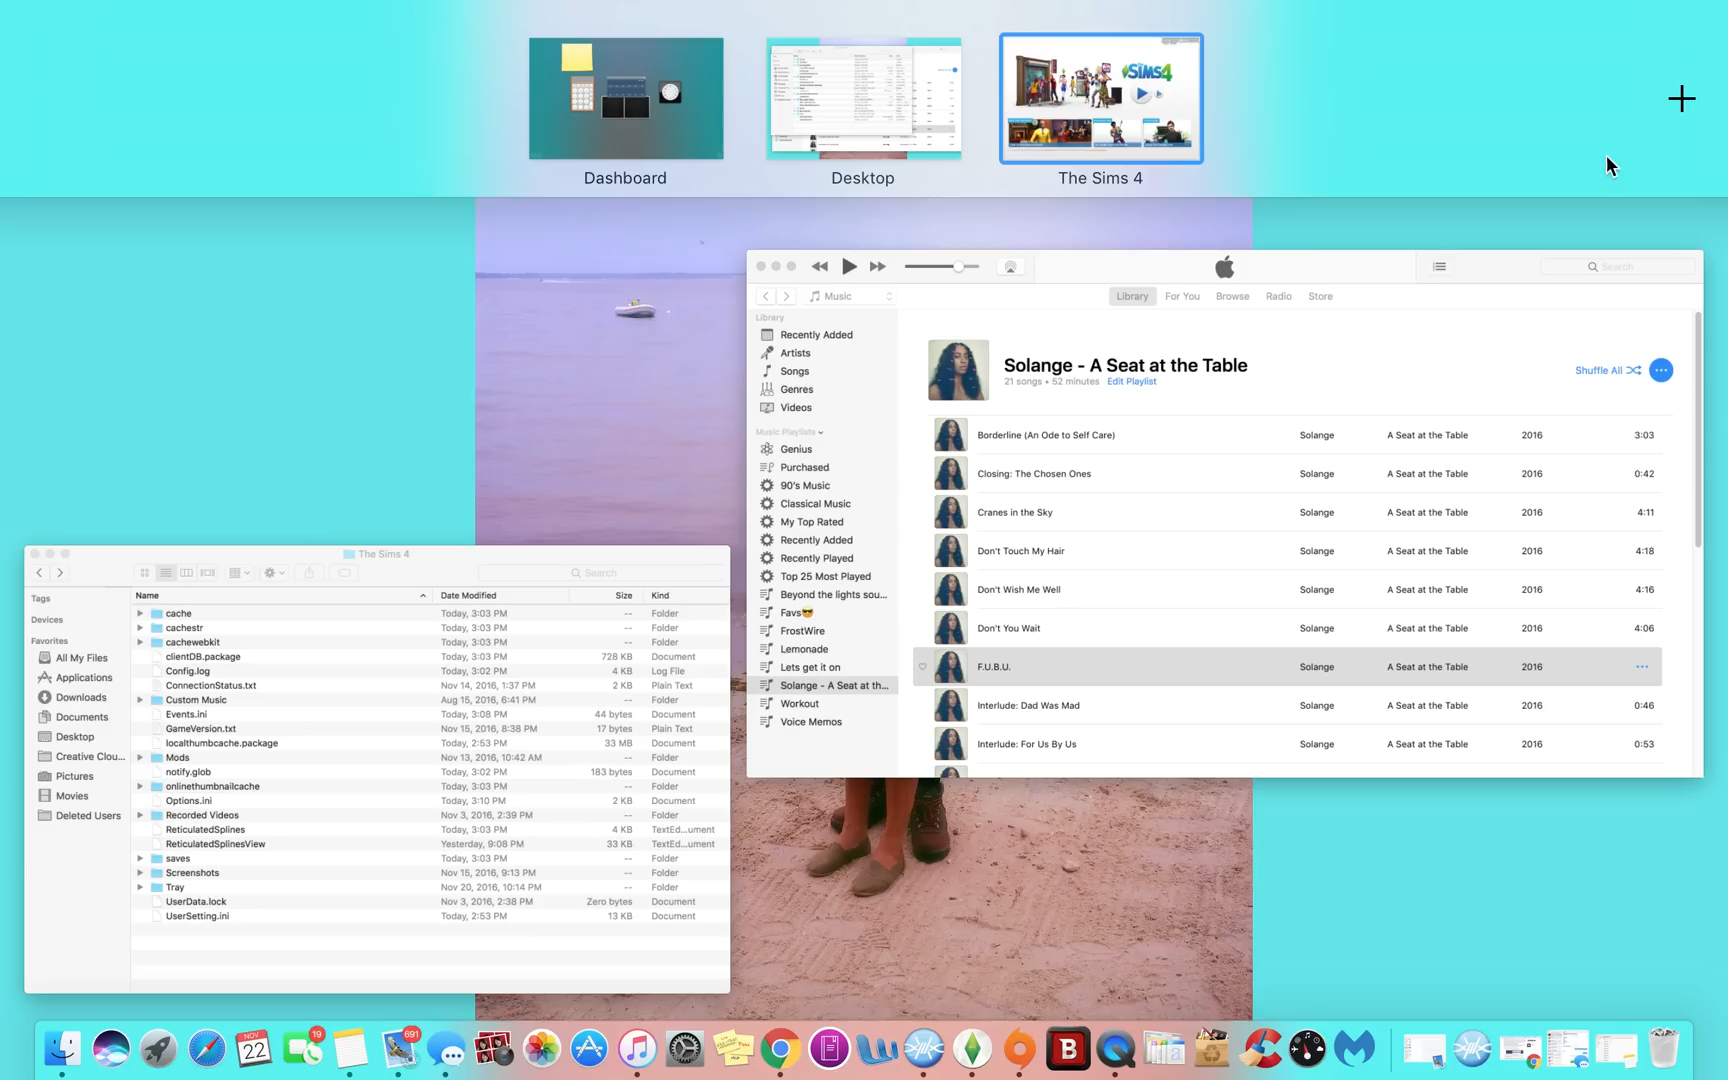 Dashboard
Desktop
The Sims 4
Music
Library
For You
Browse
Radio
Store
Search
Library
Recently Added
Artists
Songs
Genres
Videos
Music Playlists
Genius
Purchased
90's Music
Classical Music
My Top Rated
Recently Added
Recently Played
Top 25 Most Played
Beyond the lights sou...
Favs😎
FrostWire
Lemonade
Lets get it on
Solange - A Seat at th...
Workout
Voice Memos
Solange - A Seat at the Table
21 songs • 52 minutes Edit Playlist
Shuffle All
Borderline (An Ode to Self Care) Solange A Seat at the Table 2016 3:03
Closing: The Chosen Ones Solange A Seat at the Table 2016 0:42
Cranes in the Sky Solange A Seat at the Table 2016 4:11
Don't Touch My Hair Solange A Seat at the Table 2016 4:18
Don't Wish Me Well Solange A Seat at the Table 2016 4:16
Don't You Wait Solange A Seat at the Table 2016 4:06
F.U.B.U. Solange A Seat at the Table 2016
Interlude: Dad Was Mad Solange A Seat at the Table 2016 0:46
Interlude: For Us By Us Solange A Seat at the Table 2016 0:53
The Sims 4
Search
Tags
Devices
Favorites
All My Files
Applications
Downloads
Documents
Desktop
Creative Clou...
Pictures
Movies
Deleted Users
Name Date Modified Size Kind
cache Today, 3:03 PM -- Folder
cachestr Today, 3:03 PM -- Folder
cachewebkit Today, 3:03 PM -- Folder
clientDB.package Today, 3:03 PM 728 KB Document
Config.log Today, 3:02 PM 4 KB Log File
ConnectionStatus.txt Nov 14, 2016, 1:37 PM 2 KB Plain Text
Custom Music Aug 15, 2016, 6:41 PM -- Folder
Events.ini Today, 3:08 PM 44 bytes Document
GameVersion.txt Nov 15, 2016, 8:38 PM 17 bytes Plain Text
localthumbcache.package Today, 2:53 PM 33 MB Document
Mods Nov 13, 2016, 10:42 AM -- Folder
notify.glob Today, 3:02 PM 183 bytes Document
onlinethumbnailcache Today, 3:03 PM -- Folder
Options.ini Today, 3:10 PM 2 KB Document
Recorded Videos Nov 3, 2016, 2:39 PM -- Folder
ReticulatedSplines Today, 3:03 PM 4 KB TextEd...ument
ReticulatedSplinesView Yesterday, 9:08 PM 33 KB TextEd...ument
saves Today, 3:03 PM -- Folder
Screenshots Nov 15, 2016, 9:13 PM -- Folder
Tray Nov 20, 2016, 10:14 PM -- Folder
UserData.lock Nov 3, 2016, 2:38 PM Zero bytes Document
UserSetting.ini Today, 2:53 PM 13 KB Document
NOV
22
19
691
B